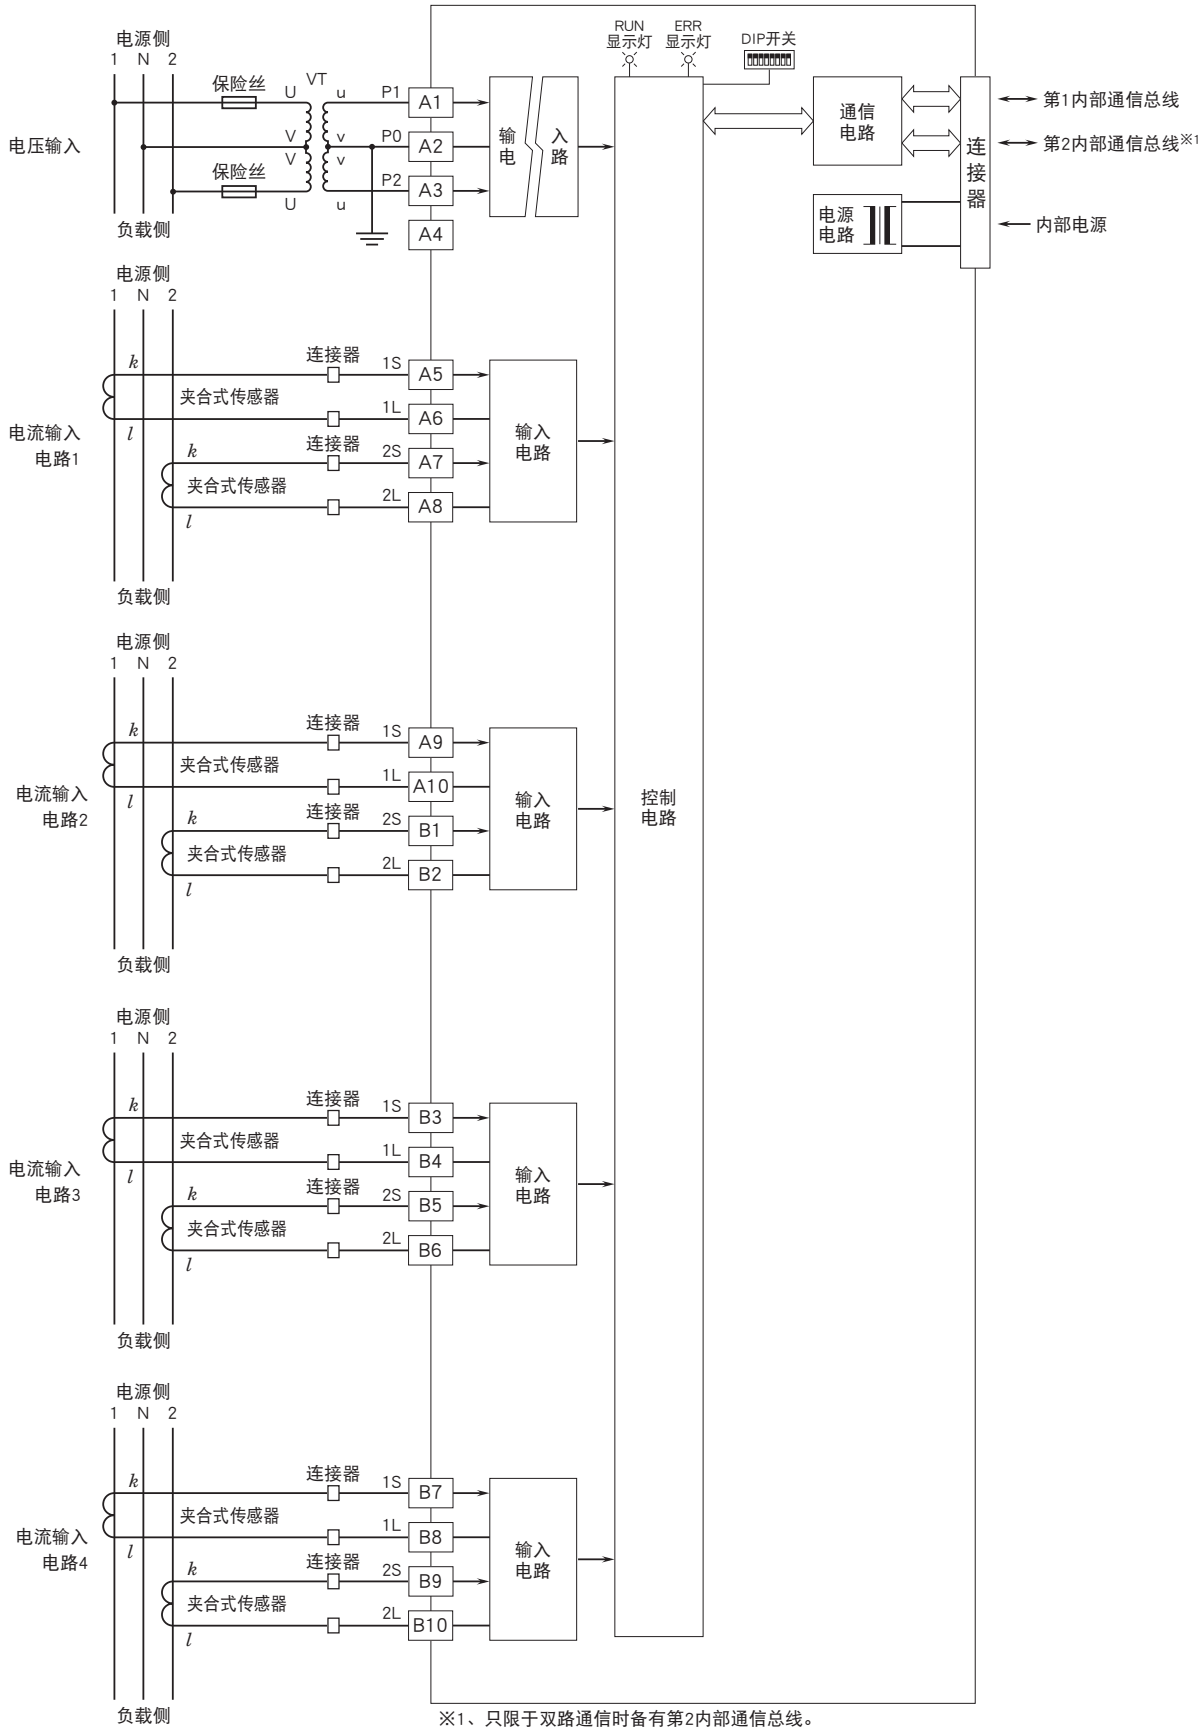 RUN
显示灯
ERR
显示灯
DIP开关
电源侧
1 N 2
保险丝
VT
U u P1 A1
V v P0 A2
V v
保险丝
U u P2 A3
A4
电压输入
负载侧
输入
电路
通信
电路
连接器
第1内部通信总线
第2内部通信总线※1
电源
电路
内部电源
控制
电路
电源侧
1 N 2
k 连接器 1S A5
夹合式传感器
l 1L A6
电流输入
电路1
k 连接器 2S A7
夹合式传感器
l 2L A8
输入
电路
负载侧
电源侧
1 N 2
k 连接器 1S A9
夹合式传感器
l 1L A10
电流输入
电路2
k 连接器 2S B1
夹合式传感器
l 2L B2
输入
电路
负载侧
电源侧
1 N 2
k 连接器 1S B3
夹合式传感器
l 1L B4
电流输入
电路3
k 连接器 2S B5
夹合式传感器
l 2L B6
输入
电路
负载侧
电源侧
1 N 2
k 连接器 1S B7
夹合式传感器
l 1L B8
电流输入
电路4
k 连接器 2S B9
夹合式传感器
l 2L B10
输入
电路
负载侧
※1、只限于双路通信时备有第2内部通信总线。